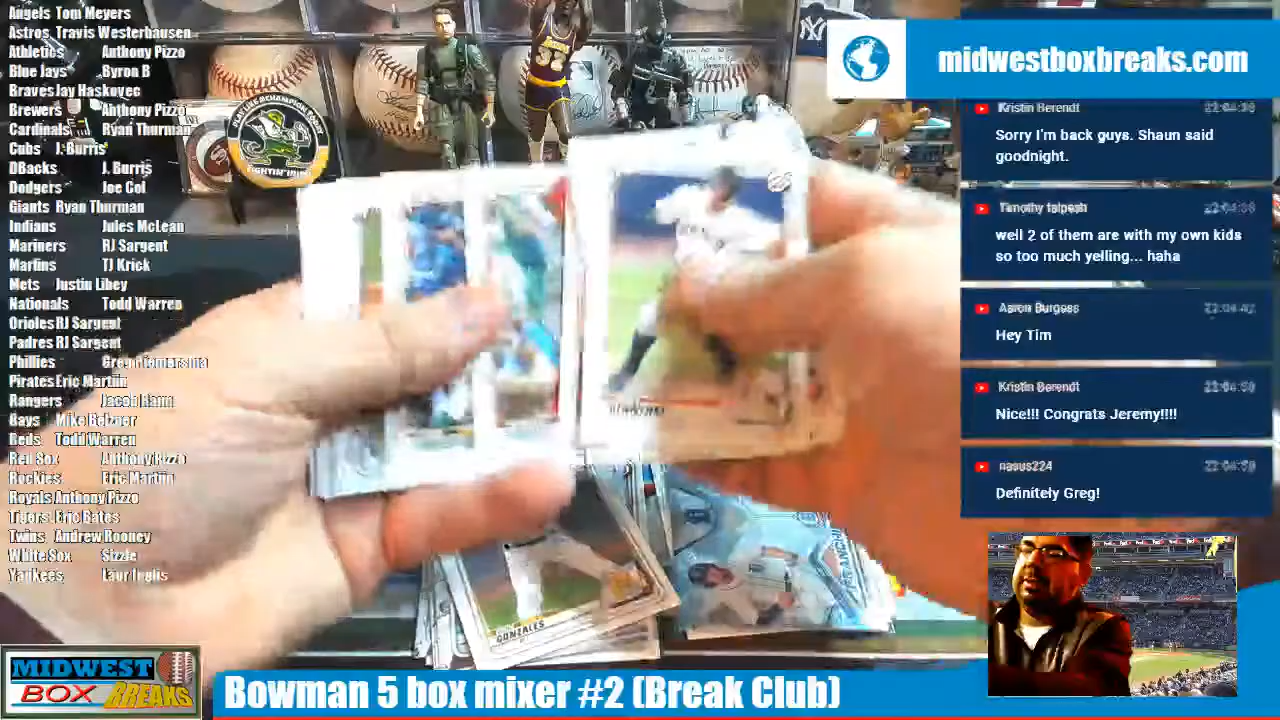 Angels Tom Meyers
Astros Travis Westerhausen
Athletics Anthony Pizzo
Blue Jays Byron B
Braves Jay Haskovec
Brewers Anthony Pizzo
Cardinals Ryan Thurman
Cubs J. Burris
DBacks J. Burris
Dodgers Joe Col
Giants Ryan Thurman
Indians Jules McLean
Mariners RJ Sargent
Marlins TJ Krick
Mets Justin Libey
Nationals Todd Warren
Orioles RJ Sargent
Padres RJ Sargent
Phillies Greg
Pirates Eric Martin
Rangers Jacob
Rays Mike
Reds Todd Warren
Red Sox Anthony Pizzo
Rockies Eric Martin
Royals Anthony Pizzo
Tigers Eric Bates
Twins Andrew Rooney
White Sox Sizzle
Yankees
FIGHTIN' IRISH
midwestboxbreaks.com
Kristin Berendt
Sorry I'm back guys. Shaun said
goodnight.
Timothy
well 2 of them are with my own kids
so too much yelling... haha
Aaron Burgess
Hey Tim
Kristin Berendt
Nice!!! Congrats Jeremy!!!!
nasus224
Definitely Greg!
GONZALES
MIDWEST
BOX BREAKS
Bowman 5 box mixer #2 (Break Club)